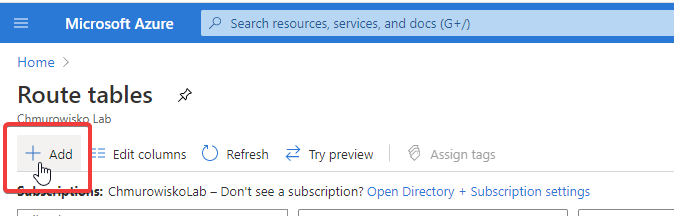 Microsoft Azure Search resources, services, and docs (G+/)
Home >
Route tables
Chmurowisko Lab
+ Add Edit columns Refresh Try preview Assign tags
Subscriptions: ChmurowiskoLab – Don't see a subscription? Open Directory + Subscription settings